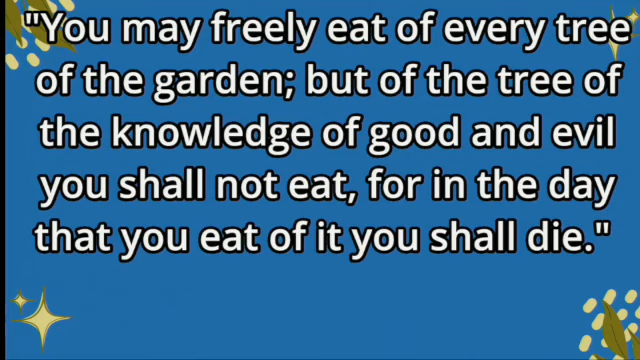 "You may freely eat of every tree
of the garden; but of the tree of
the knowledge of good and evil
you shall not eat, for in the day
that you eat of it you shall die."